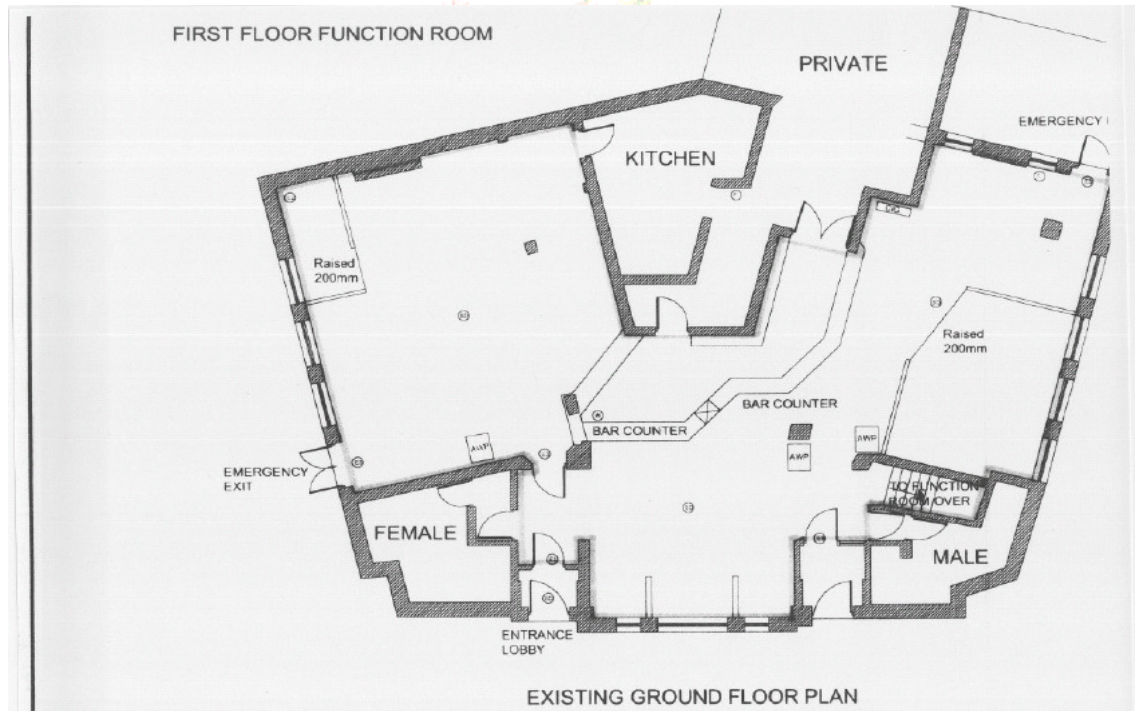 FIRST FLOOR FUNCTION ROOM
PRIVATE
EMERGENCY
KITCHEN
Raised
200mm
Raised
200mm
BAR COUNTER
BAR COUNTER
AWP
AWP
AWP
EMERGENCY
EXIT
TO FUNCTION
ROOM OVER
FEMALE
MALE
ENTRANCE
LOBBY
EXISTING GROUND FLOOR PLAN